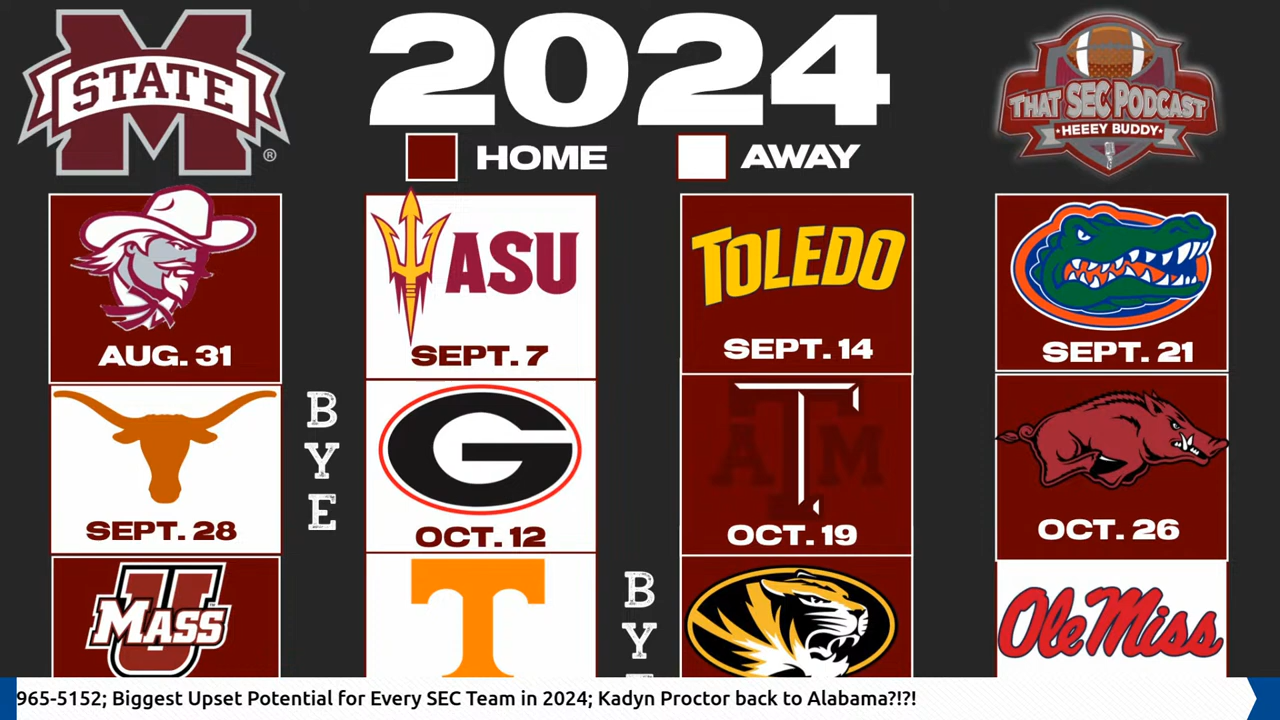 STATE
®
2024
HOME
AWAY
THAT SEC PODCAST
HEEEY BUDDY
AUG. 31
ASU
SEPT. 7
TOLEDO
SEPT. 14
SEPT. 21
SEPT. 28
BYE
G
OCT. 12
ATM
OCT. 19
OCT. 26
MASS
T
BY
Ole Miss
965-5152; Biggest Upset Potential for Every SEC Team in 2024; Kadyn Proctor back to Alabama?!?!